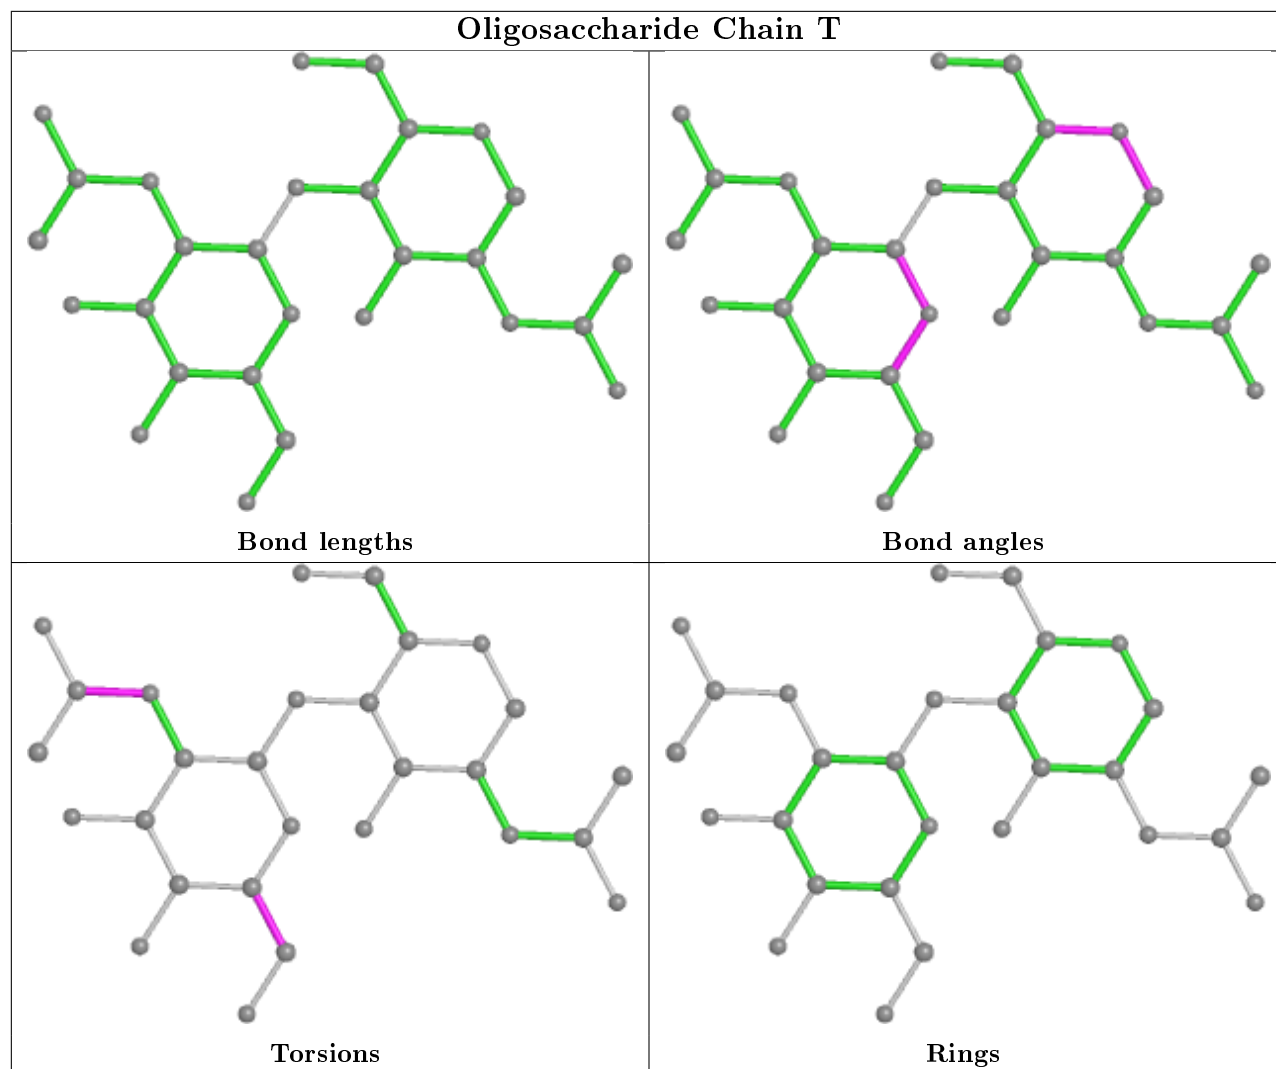 Oligosaccharide Chain T
Bond lengths
Bond angles
Torsions
Rings